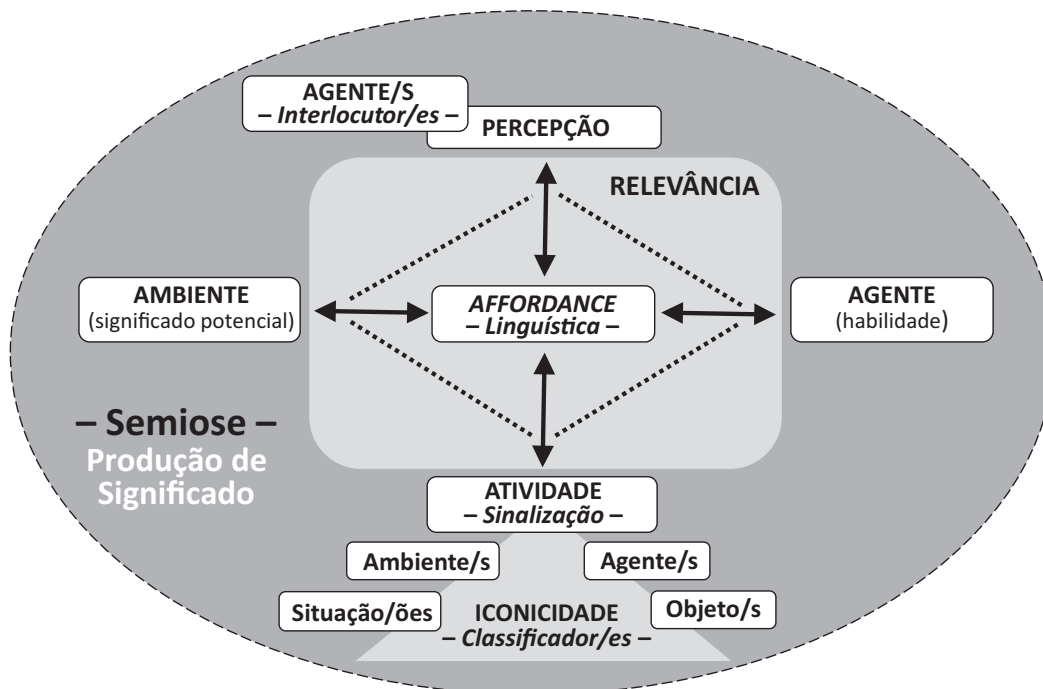 AGENTE/S
– Interlocutor/es –
PERCEPÇÃO
RELEVÂNCIA
AMBIENTE
(significado potencial)
AFFORDANCE
– Linguística –
AGENTE
(habilidade)
– Semiose –
Produção de
Significado
ATIVIDADE
– Sinalização –
Ambiente/s
Agente/s
Situação/ões
Objeto/s
ICONICIDADE
– Classificador/es –